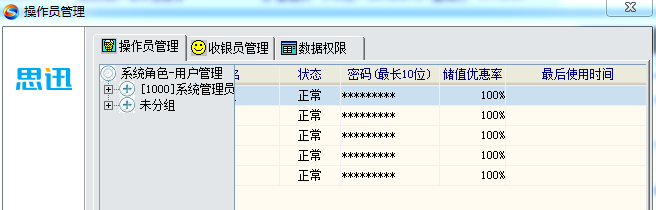 操作员管理
思迅
操作员管理 收银员管理 数据权限
系统角色-用户管理 名 状态 密码(最长10位) 储值优惠率 最后使用时间
[1000]系统管理员 正常 ********* 100%
未分组 正常 ********* 100%
正常 ********* 100%
正常 ********* 100%
正常 ********* 100%